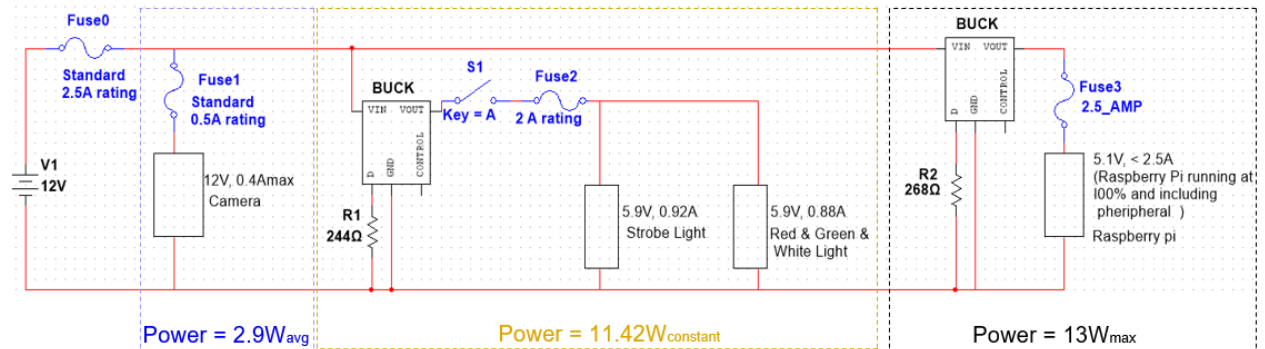 Fuse0
Standard
2.5A rating
V1
12V
Fuse1
Standard
0.5A rating
12V, 0.4Amax
Camera
Power = 2.9Wavg
BUCK
VIN VOUT
D
GND
CONTROL
R1
244Ω
S1
Key = A
Fuse2
2 A rating
5.9V, 0.92A
Strobe Light
5.9V, 0.88A
Red & Green &
White Light
Power = 11.42Wconstant
BUCK
VIN VOUT
D
GND
CONTROL
R2
268Ω
Fuse3
2.5_AMP
5.1V, < 2.5A
(Raspberry Pi running at
l00% and including
pheripheral )
Raspberry pi
Power = 13Wmax